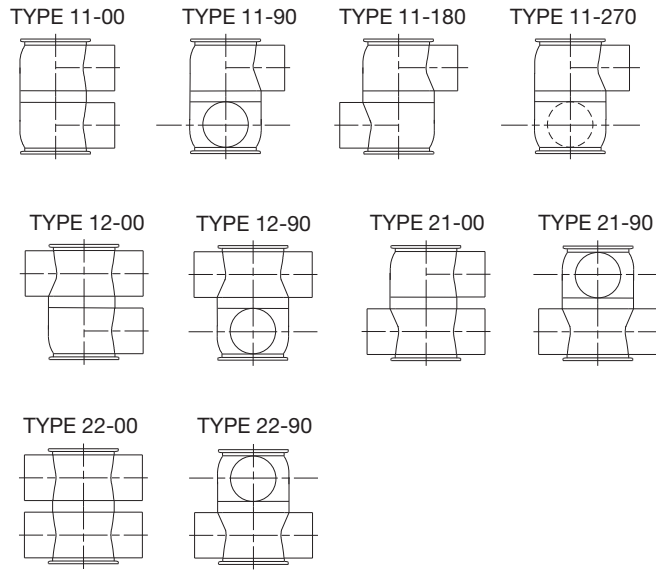 TYPE 11-00
TYPE 11-90
TYPE 11-180
TYPE 11-270
TYPE 12-00
TYPE 12-90
TYPE 21-00
TYPE 21-90
TYPE 22-00
TYPE 22-90